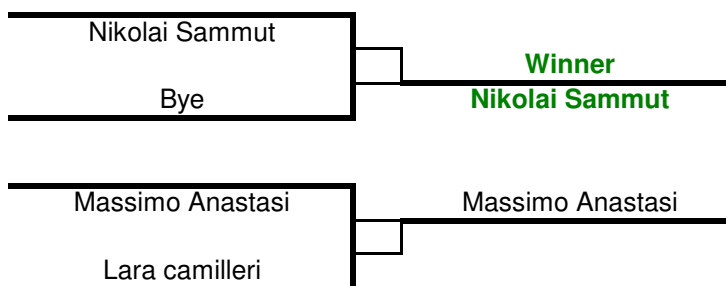 Nikolai Sammut
Winner
Bye
Nikolai Sammut
Massimo Anastasi
Massimo Anastasi
Lara camilleri